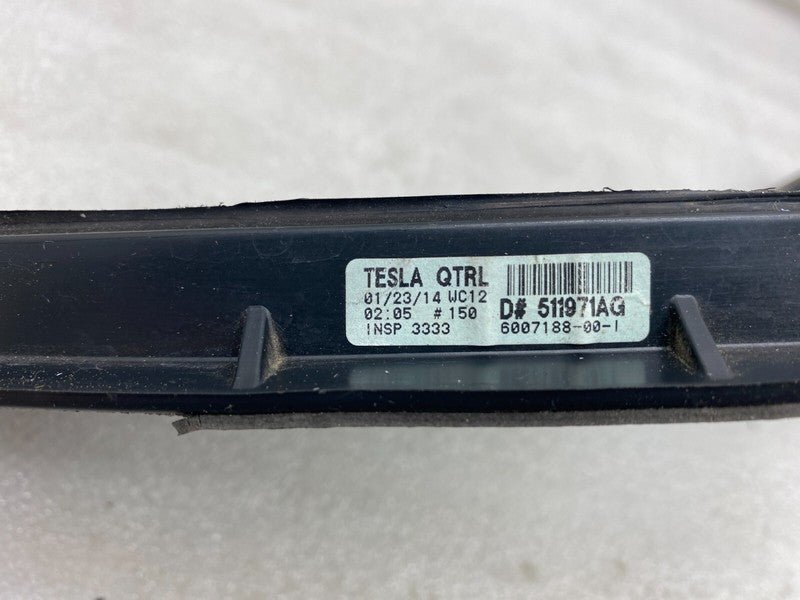 TESLA QTRL
01/23/14 WC12
02:05 #150
INSP 3333
D# 511971AG
6007188-00-I